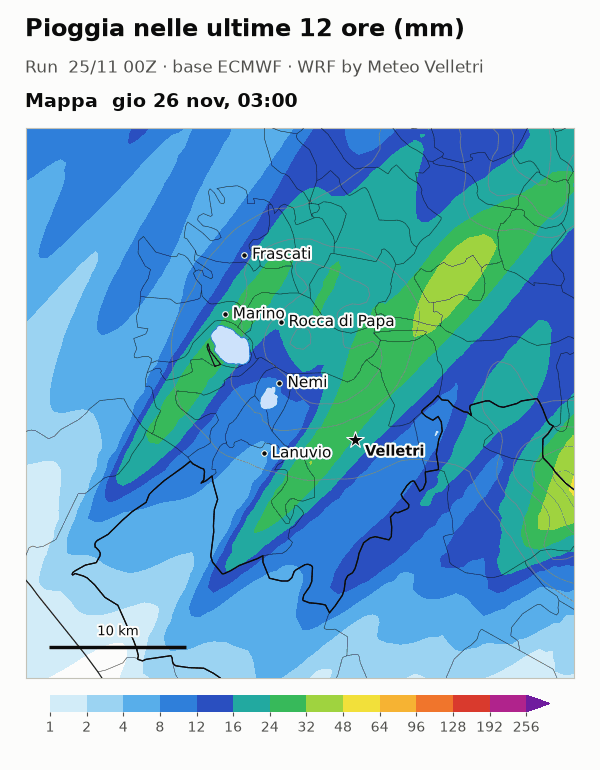 Pioggia nelle ultime 12 ore (mm)
Run 25/11 00Z · base ECMWF · WRF by Meteo Velletri
Mappa gio 26 nov, 03:00
Frascati
Marino
Rocca di Papa
Nemi
Velletri
Lanuvio
10 km
1 2 4 8 12 16 24 32 48 64 96 128 192 256